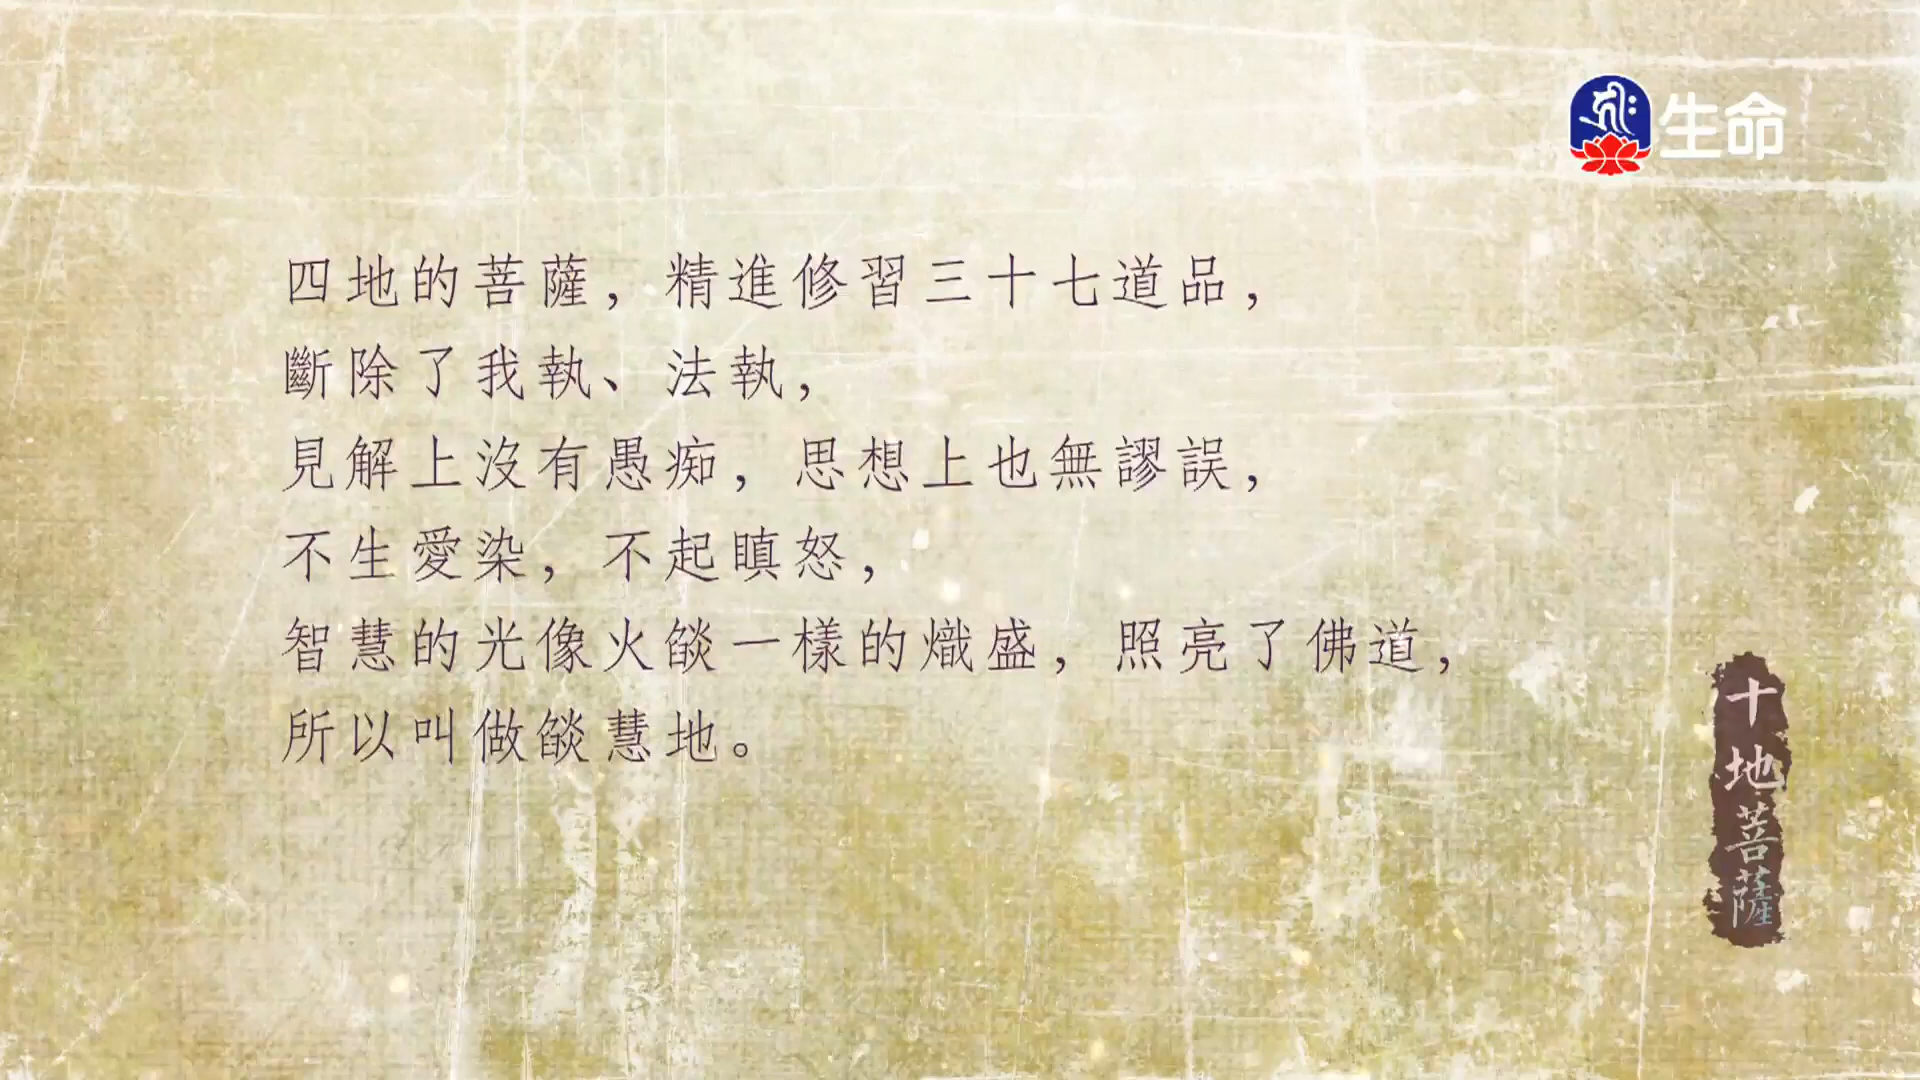 生命
四地的菩薩，精進修習三十七道品，
斷除了我執、法執，
見解上沒有愚痴，思想上也無謬誤，
不生愛染，不起瞋怒，
智慧的光像火燄一樣的熾盛，照亮了佛道，
所以叫做燄慧地。
十地菩薩